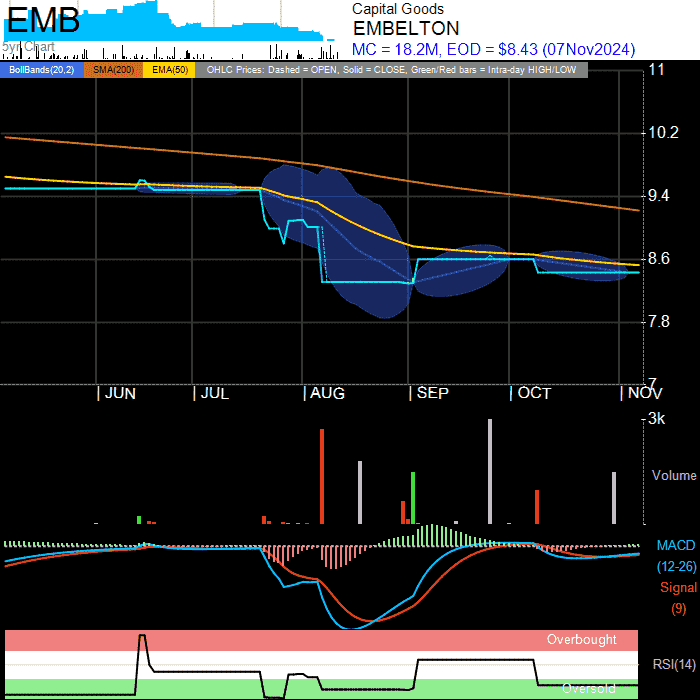 EMB
5yr Chart
Capital Goods
EMBELTON
MC = 18.2M, EOD = $8.43 (07Nov2024)
BollBands(20,2) SMA(200) EMA(50) OHLC Prices: Dashed = OPEN, Solid = CLOSE, Green/Red bars = Intra-day HIGH/LOW
11
10.2
9.4
8.6
7.8
7
JUN JUL AUG SEP OCT NOV
3k
Volume
MACD
(12-26)
Signal
(9)
Overbought
RSI(14)
Oversold